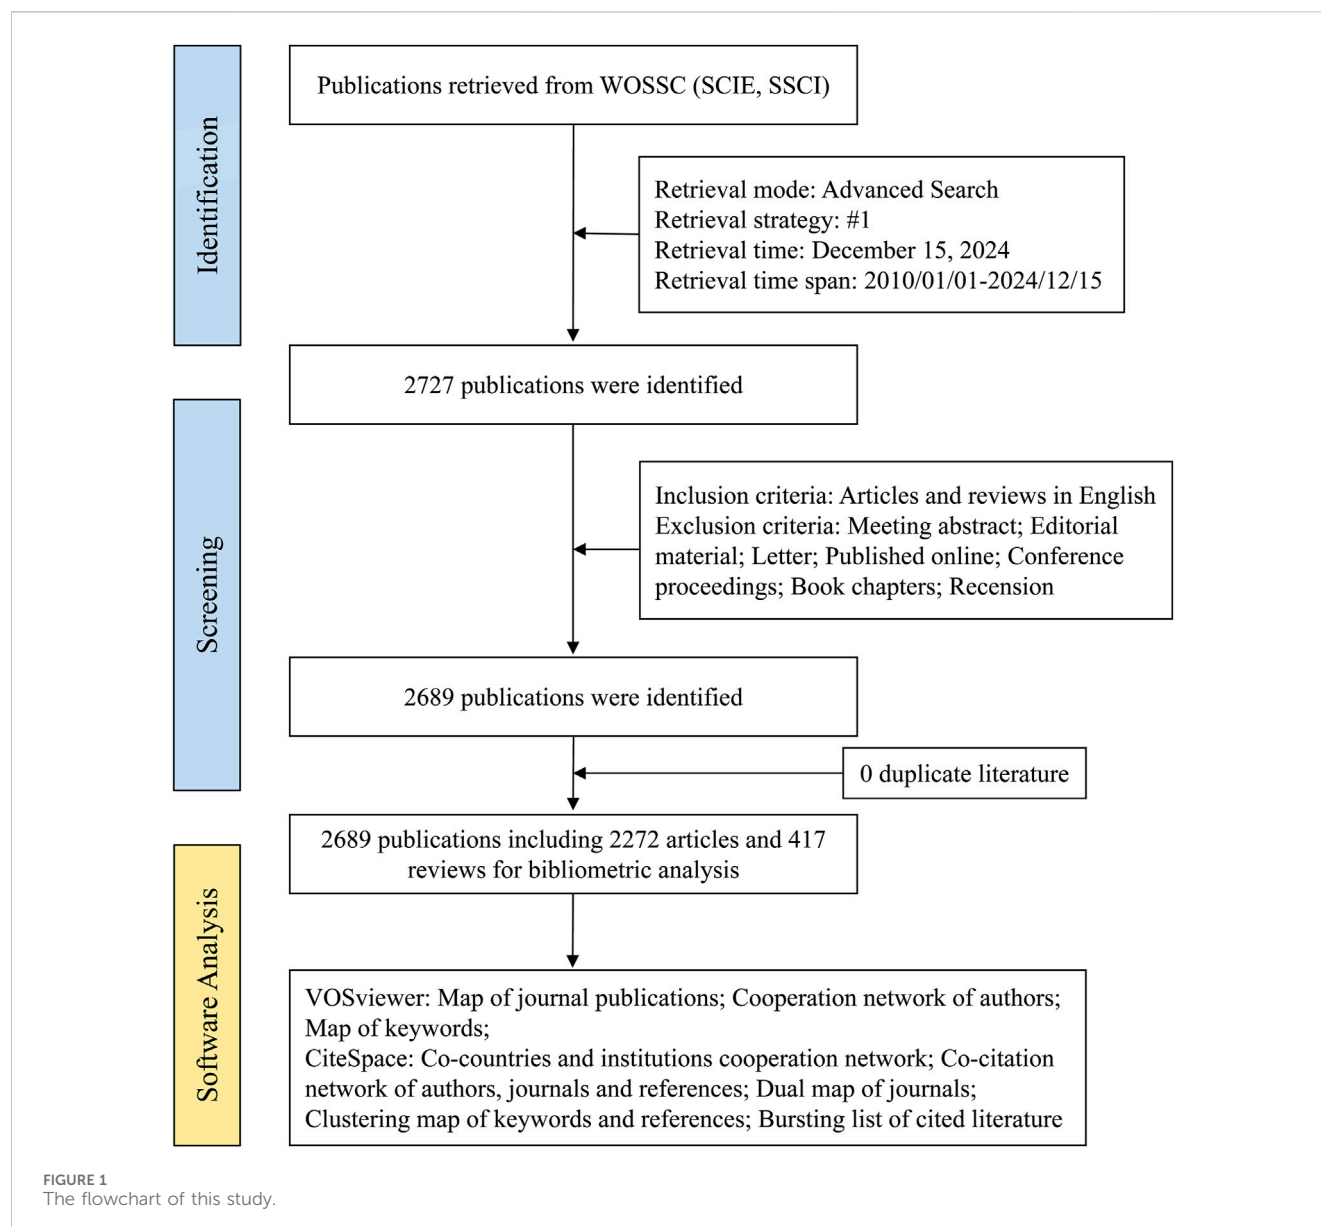 Identification
Publications retrieved from WOSSC (SCIE, SSCI)
Retrieval mode: Advanced Search
Retrieval strategy: #1
Retrieval time: December 15, 2024
Retrieval time span: 2010/01/01-2024/12/15
2727 publications were identified
Screening
Inclusion criteria: Articles and reviews in English
Exclusion criteria: Meeting abstract; Editorial
material; Letter; Published online; Conference
proceedings; Book chapters; Recension
2689 publications were identified
0 duplicate literature
2689 publications including 2272 articles and 417
reviews for bibliometric analysis
Software Analysis
VOSviewer: Map of journal publications; Cooperation network of authors;
Map of keywords;
CiteSpace: Co-countries and institutions cooperation network; Co-citation
network of authors, journals and references; Dual map of journals;
Clustering map of keywords and references; Bursting list of cited literature
FIGURE 1
The flowchart of this study.